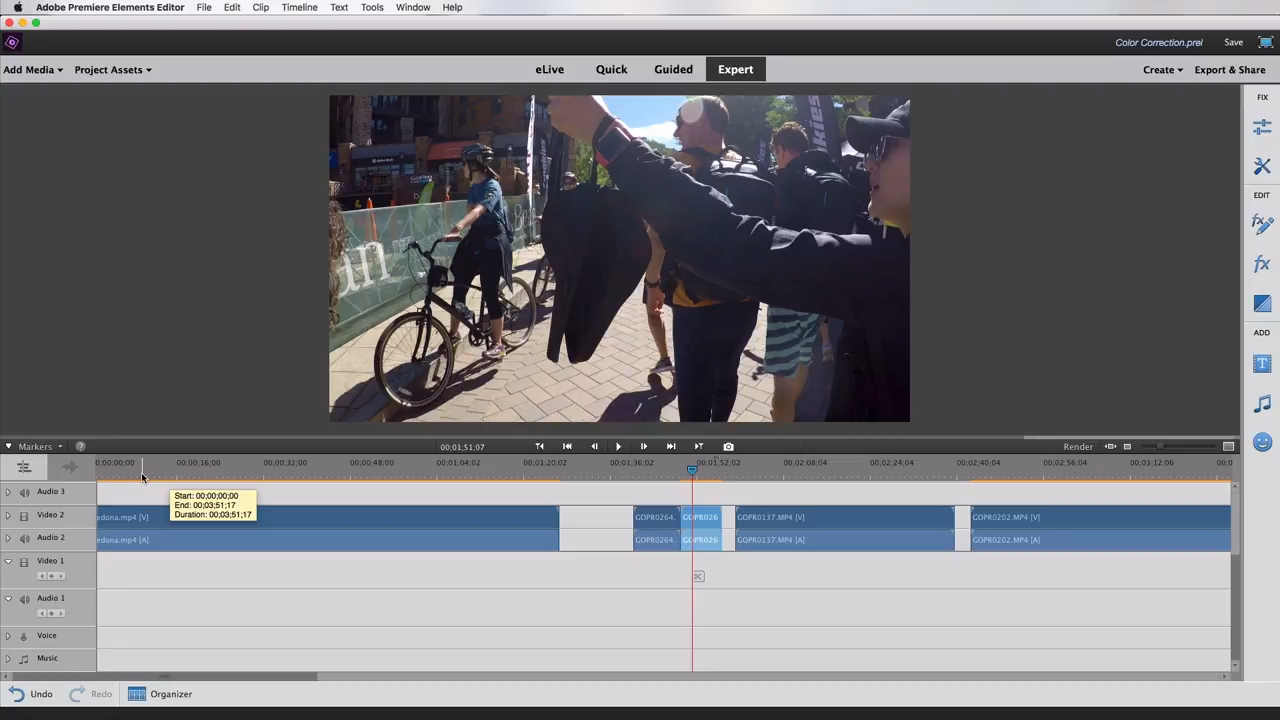 Adobe Premiere Elements Editor File Edit Clip Timeline Text Tools Window Help
Color Correction.prel Save
Add Media Project Assets eLive Quick Guided Expert Create Export & Share
FIX
EDIT
ADD
Markers ? 00;01;51;07 Render
0;00;00;00 00;00;16;00 00;00;32;00 00;00;48;00 00;01;04;02 00;01;20;02 00;01;36;02 00;01;52;02 00;02;08;04 00;02;24;04 00;02;40;04 00;02;56;04 00;03;12;06 00;0
Start: 00;00;00;00
End: 00;03;51;17
Duration: 00;03;51;17
Audio 3
Video 2 edona.mp4 [V] GOPR0264. GOPR026 GOPR0137.MP4 [V] GOPR0202.MP4 [V]
Audio 2 edona.mp4 [A] GOPR0264. GOPR026 GOPR0137.MP4 [A] GOPR0202.MP4 [A]
Video 1
Audio 1
Voice
Music
Undo Redo Organizer